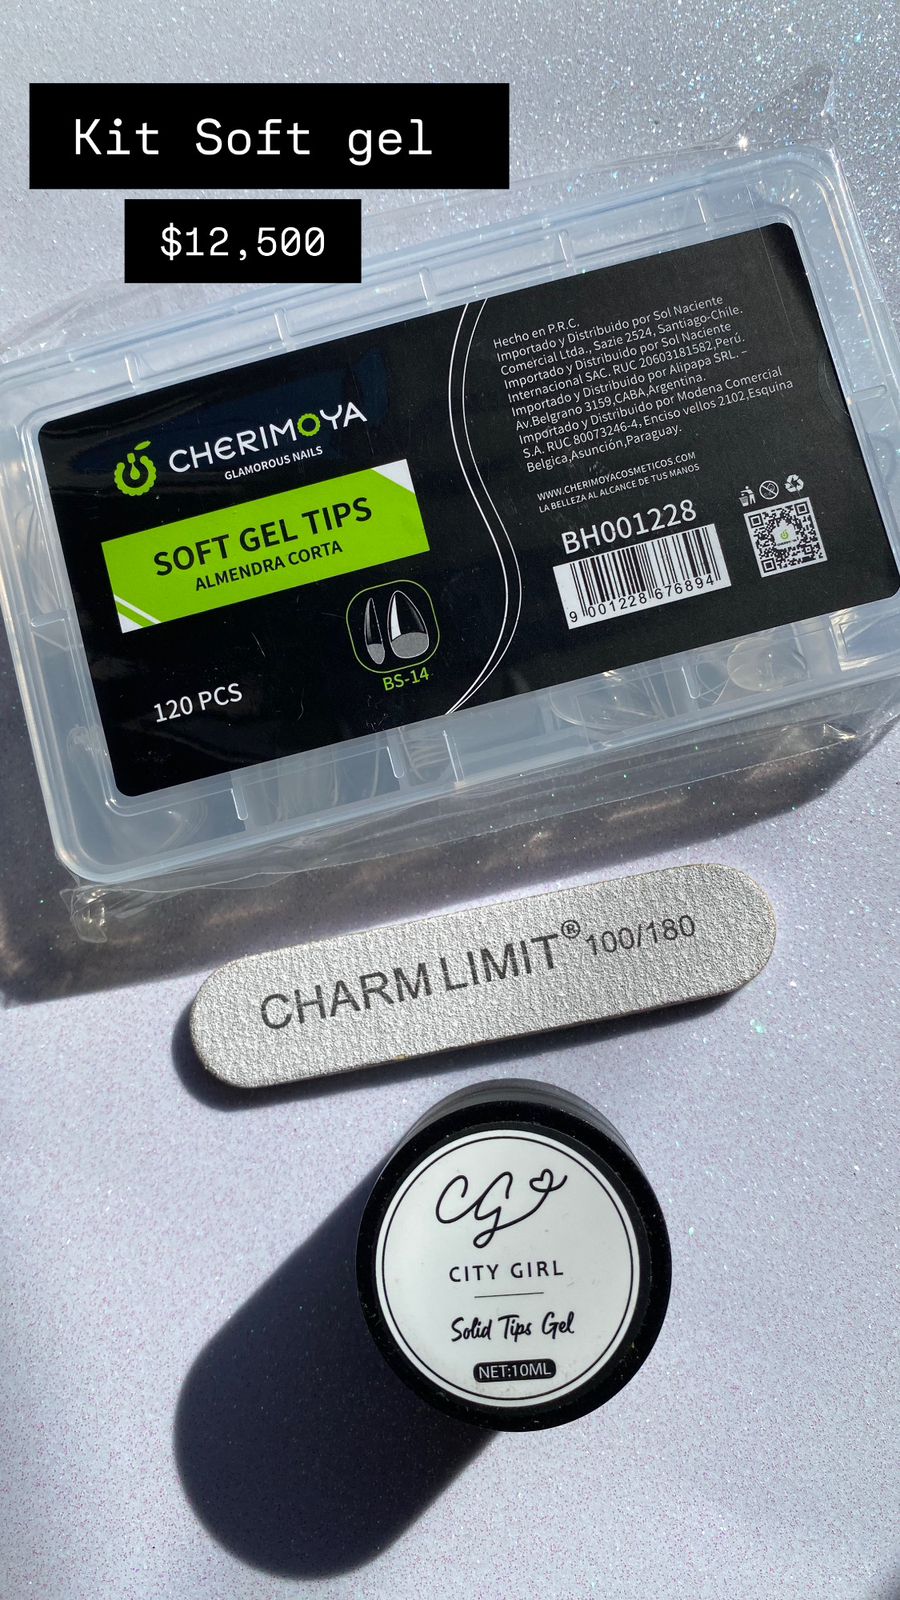 Kit Soft gel
$12,500
CHERIMOYA
GLAMOROUS NAILS
SOFT GEL TIPS
ALMENDRA CORTA
BS-14
120 PCS
Hecho en P.R.C.
Importado y Distribuido por Sol Naciente
Comercial Ltda., Sazie 2524, Santiago-Chile.
Importado y Distribuido por Sol Naciente
Internacional SAC. RUC 20603181582,Perú.
Importado y Distribuido por Alipapa SRL. –
Av.Belgrano 3159,CABA,Argentina.
Importado y Distribuido por Modena Comercial
S.A. RUC 80073246-4, Enciso vellos 2102,Esquina
Belgica,Asunción,Paraguay.
WWW.CHERIMOYACOSMETICOS.COM
LA BELLEZA AL ALCANCE DE TUS MANOS
BH001228
9 001228 676894
CHARM LIMIT® 100/180
CG
CITY GIRL
Solid Tips Gel
NET:10ML